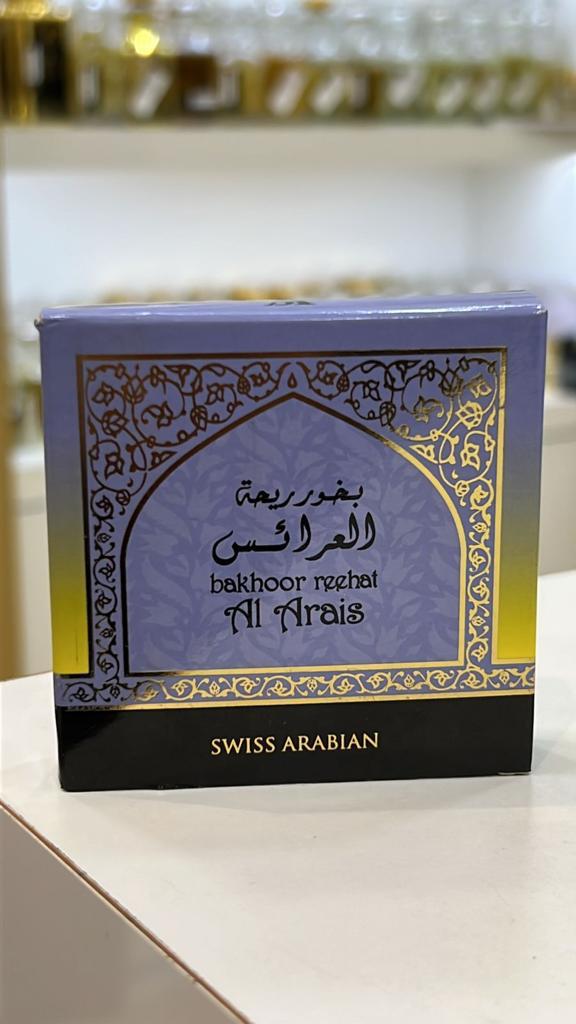 بخور ريحة
العرائس
bakhoor reehat
Al Arais
SWISS ARABIAN